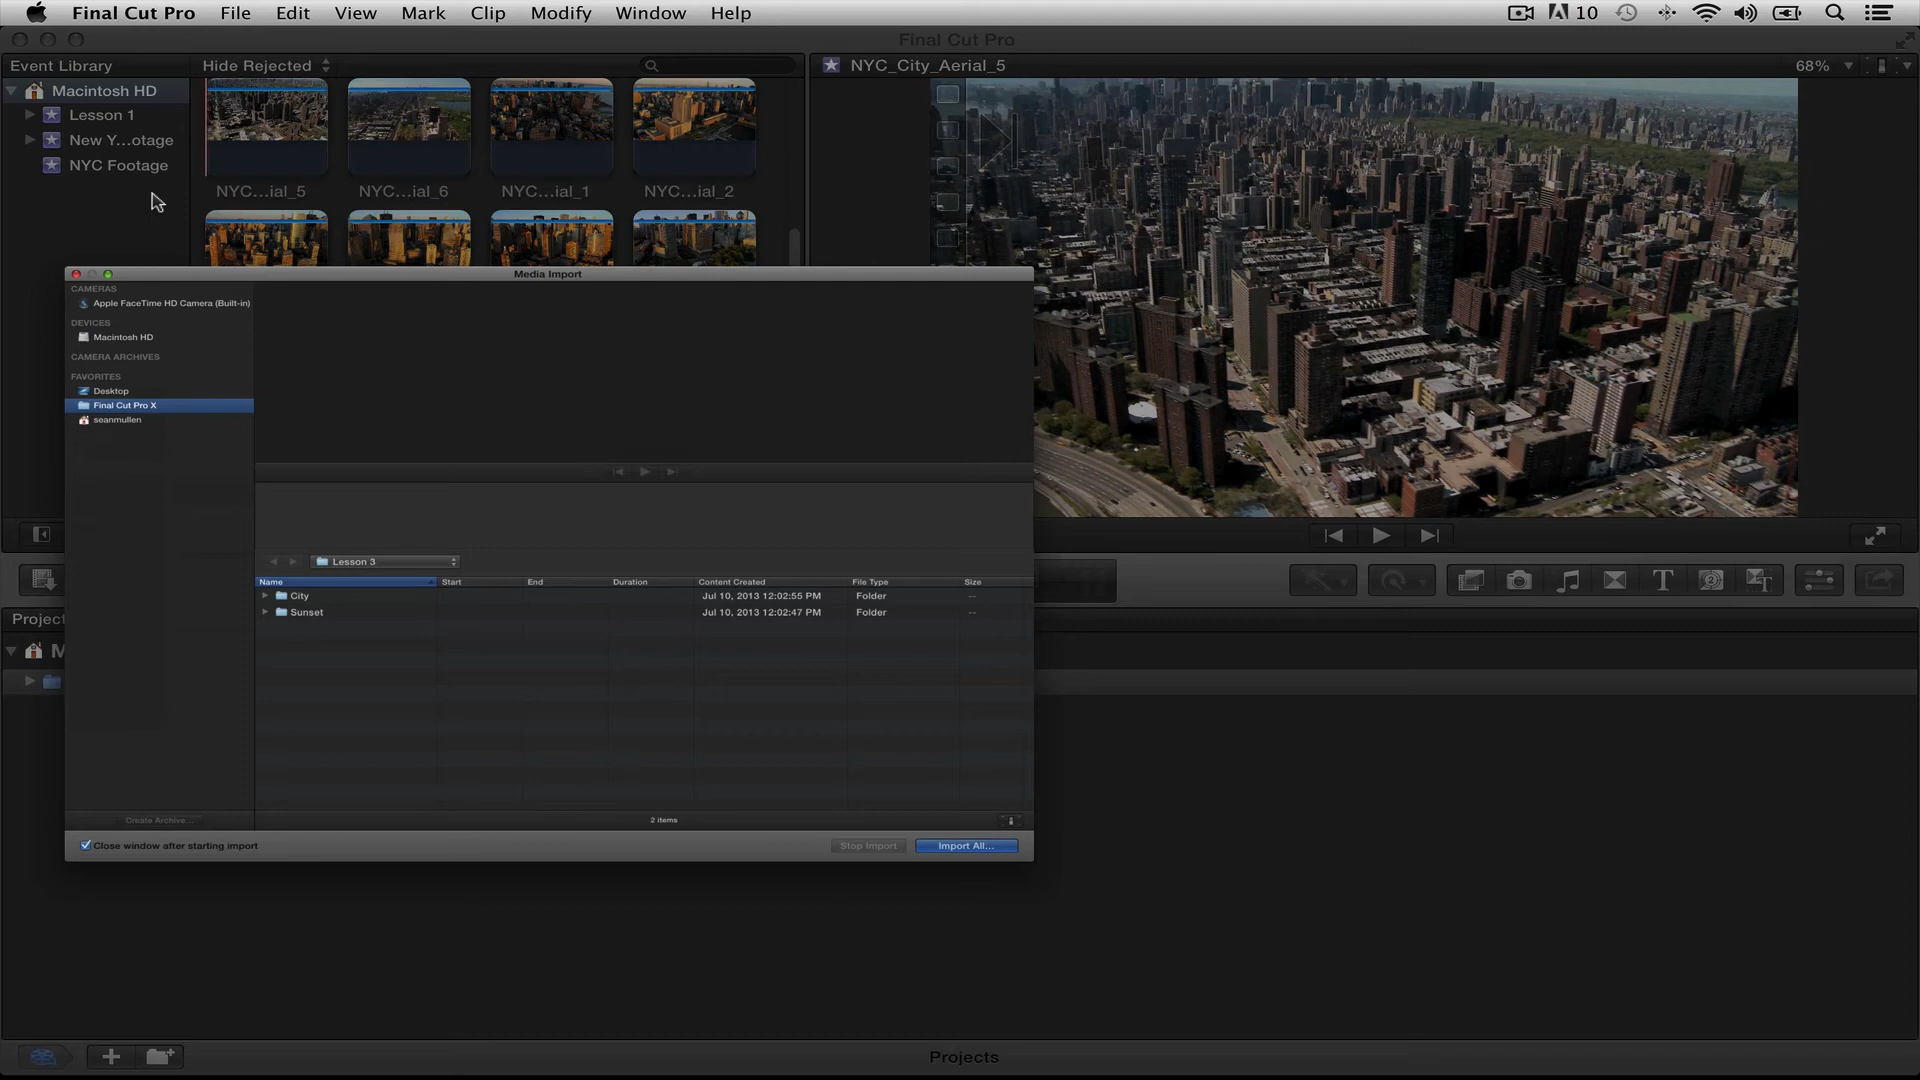 Final Cut Pro File Edit View Mark Clip Modify Window Help 10
Final Cut Pro
Event Library Hide Rejected NYC_City_Aerial_5 68%
Macintosh HD
Lesson 1
New Y...otage
NYC Footage
NYC...ial_5 NYC...ial_6 NYC...ial_1 NYC...ial_2
Media Import
CAMERAS
Apple FaceTime HD Camera (Built-in)
DEVICES
Macintosh HD
CAMERA ARCHIVES
FAVORITES
Desktop
Final Cut Pro X
seanmullen
Lesson 3
Name Start End Duration Content Created File Type Size
City Jul 10, 2013 12:02:55 PM Folder --
Sunset Jul 10, 2013 12:02:47 PM Folder --
Create Archive... 2 items
Close window after starting import Stop Import Import All...
Project
M
Projects